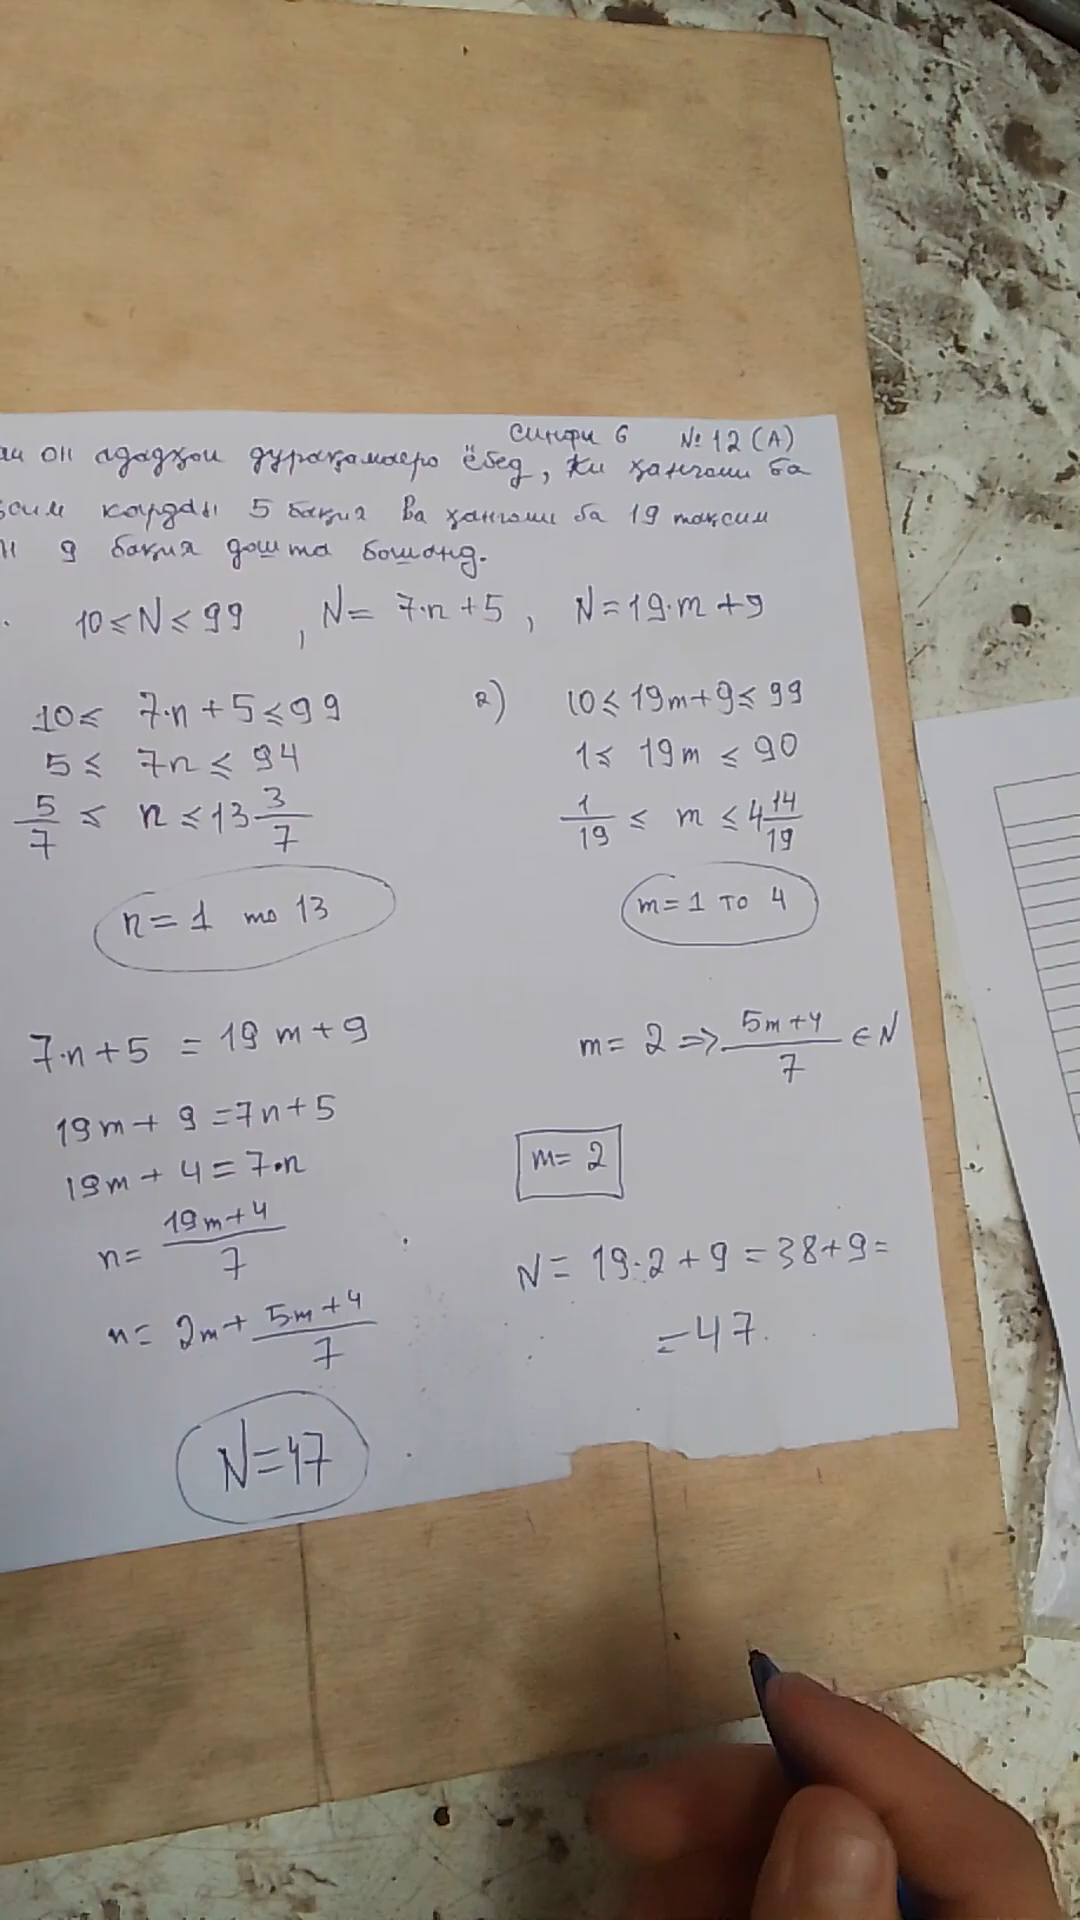 Синфи 6 № 12 (А)
он ададҳои дурақамаеро ёбед, ки ҳангоми ба
кардан 5 бақия ва ҳангоми ба 19 тақсим
9 бақия дошта бошанд.
10 ≤ N ≤ 99 , N = 7·n + 5 , N = 19·m + 9
10 ≤ 7·n + 5 ≤ 99
5 ≤ 7n ≤ 94
5/7 ≤ n ≤ 13 3/7
n = 1 то 13
2) 10 ≤ 19m + 9 ≤ 99
1 ≤ 19m ≤ 90
1/19 ≤ m ≤ 4 14/19
m = 1 то 4
7·n + 5 = 19m + 9
19m + 9 = 7n + 5
19m + 4 = 7·n
n = 19m + 4 / 7
n = 2m + 5m + 4 / 7
N = 47
m = 2 => 5m + 4 / 7 ∈ N
m = 2
N = 19·2 + 9 = 38 + 9 =
= 47.